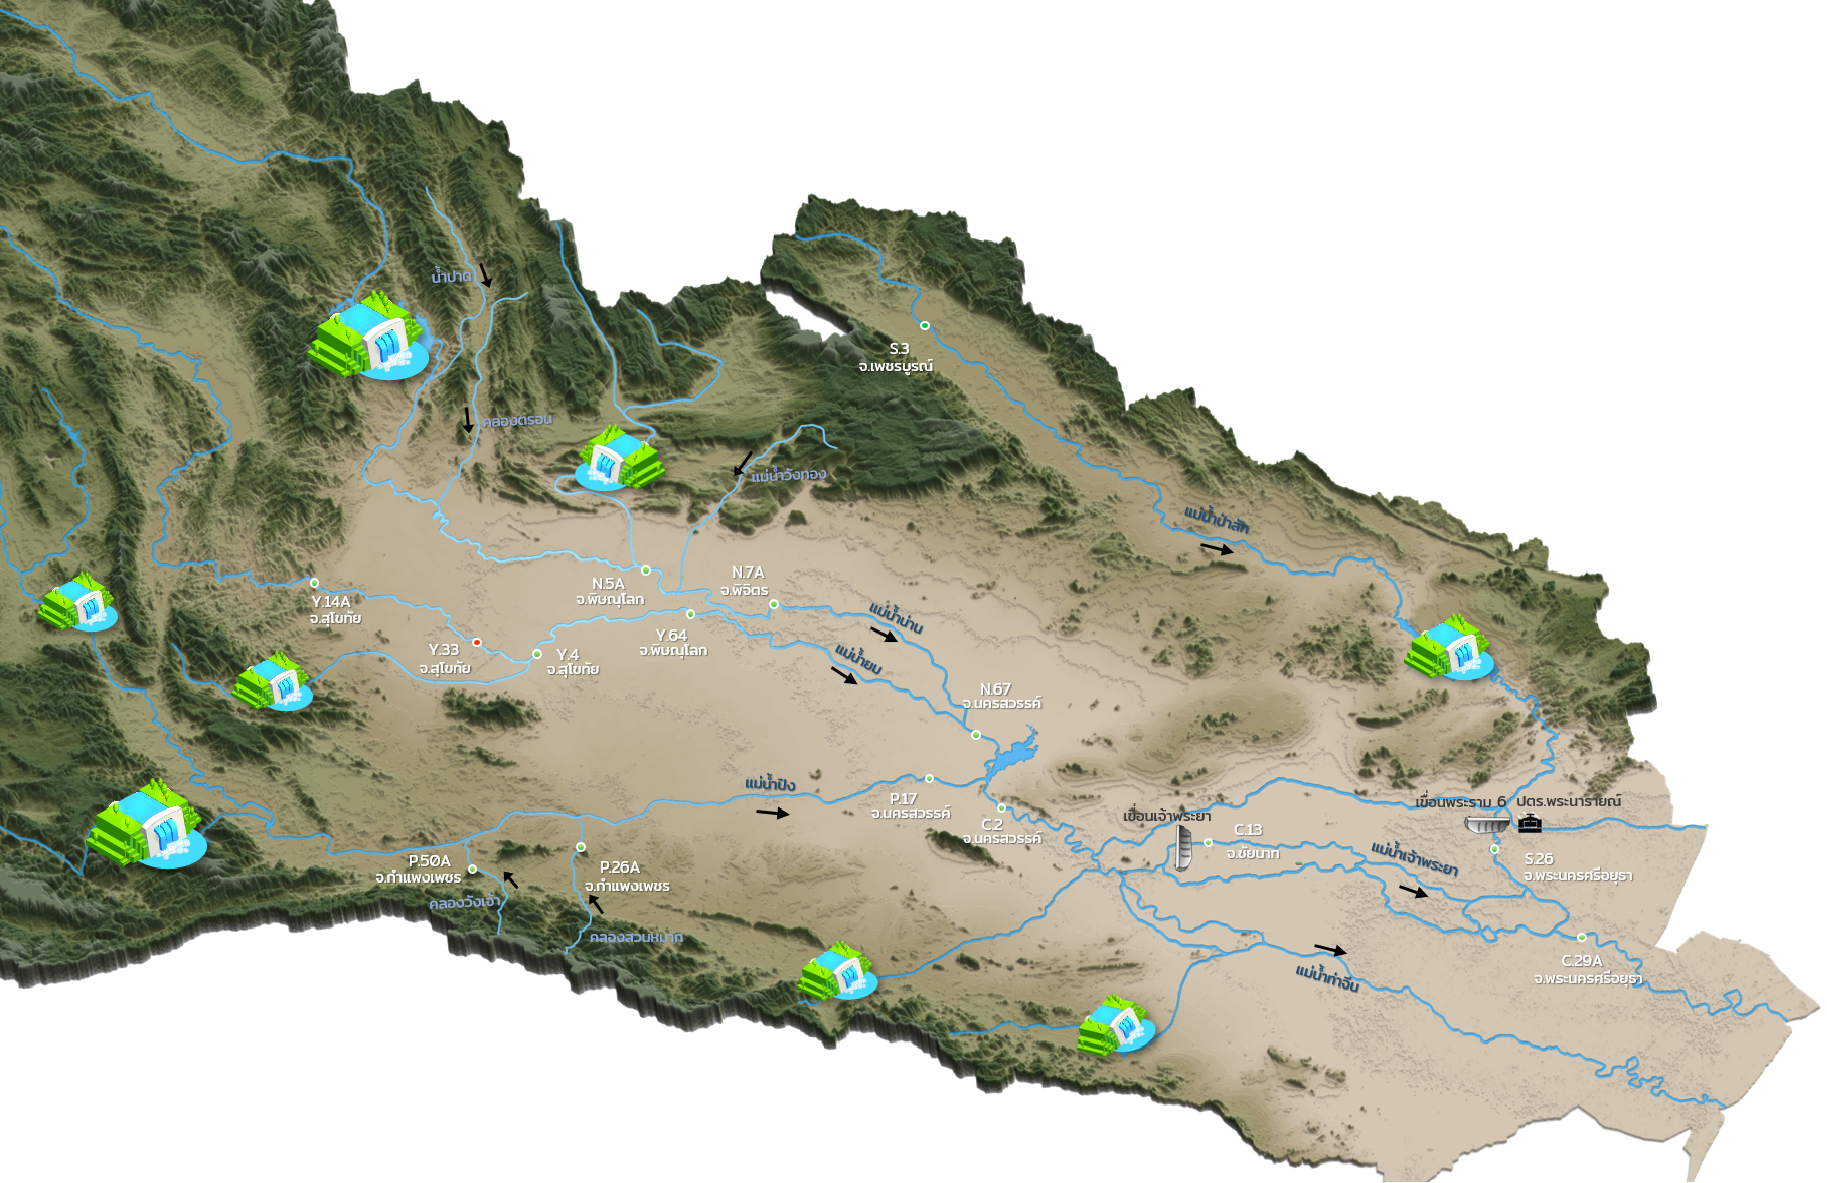 น้ำปาด
S.3
จ.เพชรบูรณ์
คลองตรอน
แม่น้ำวังทอง
แม่น้ำป่าสัก
N.5A
จ.พิษณุโลก
N.7A
จ.พิจิตร
Y.14A
จ.สุโขทัย
แม่น้ำน่าน
Y.33
จ.สุโขทัย
Y.4
จ.สุโขทัย
Y.64
จ.พิษณุโลก
แม่น้ำยม
N.67
จ.นครสวรรค์
แม่น้ำปิง
P.17
จ.นครสวรรค์
C.2
จ.นครสวรรค์
เขื่อนเจ้าพระยา
เขื่อนพระราม 6
ปตร.พระนารายณ์
C.13
จ.ชัยนาท
แม่น้ำเจ้าพระยา
S.26
จ.พระนครศรีอยุธา
P.50A
จ.กำแพงเพชร
P.26A
จ.กำแพงเพชร
คลองวังเจ้า
คลองสวนหมาก
แม่น้ำท่าจีน
C.29A
จ.พระนครศรีอยุธา